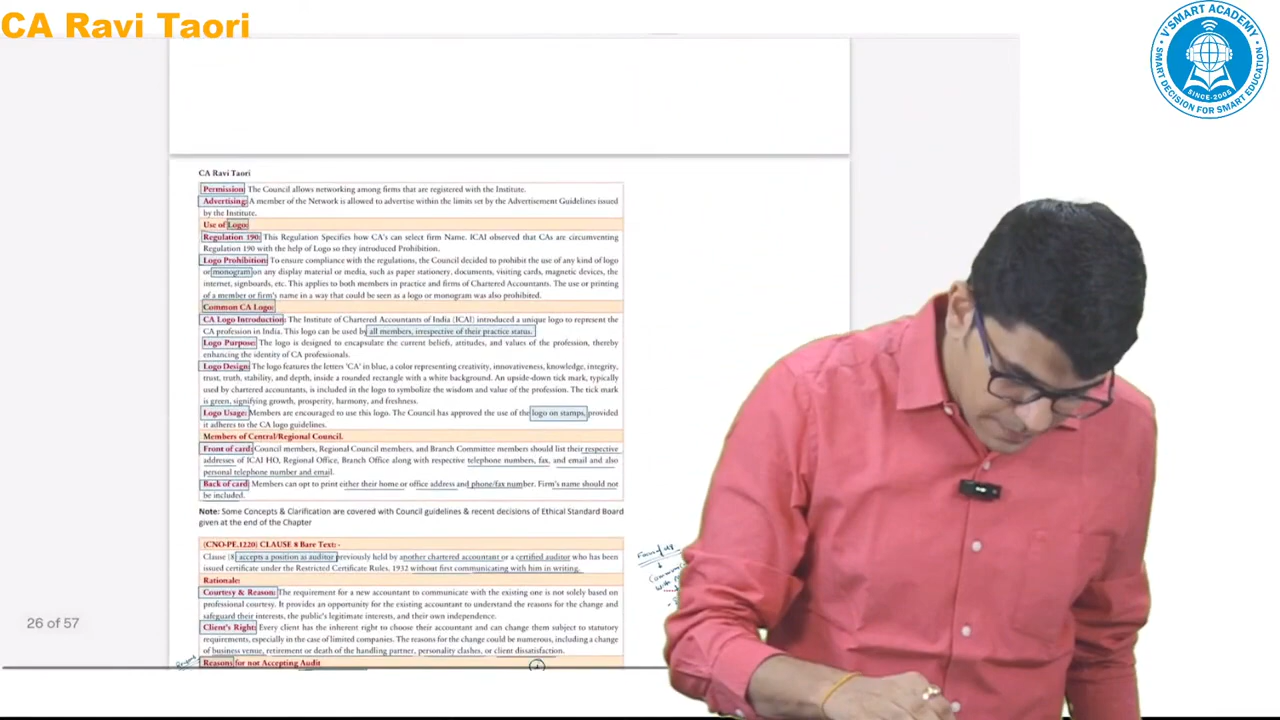 CA Ravi Taori
V'SMART ACADEMY
SMART DECISION FOR SMART EDUCATION
SINCE-2005
CA Ravi Taori
Permission: The Council allows networking among firms that are registered with the Institute.
Advertising: A member of the Network is allowed to advertise within the limits set by the Advertisement Guidelines issued
by the Institute.
Use of Logo:
Regulation 190: This Regulation Specifies how CA's can select firm Name. ICAI observed that CAs are circumventing
Regulation 190 with the help of Logo so they introduced Prohibition.
Logo Prohibition: To ensure compliance with the regulations, the Council decided to prohibit the use of any kind of logo
or monogram on any display material or media, such as paper stationery, documents, visiting cards, magnetic devices, the
internet, signboards, etc. This applies to both members in practice and firms of Chartered Accountants. The use or printing
of a member or firm's name in a way that could be seen as a logo or monogram was also prohibited.
Common CA Logo:
CA Logo Introduction: The Institute of Chartered Accountants of India (ICAI) introduced a unique logo to represent the
CA profession in India. This logo can be used by all members, irrespective of their practice status.
Logo Purpose: The logo is designed to encapsulate the current beliefs, attitudes, and values of the profession, thereby
enhancing the identity of CA professionals.
Logo Design: The logo features the letters 'CA' in blue, a color representing creativity, innovativeness, knowledge, integrity,
trust, truth, stability, and depth, inside a rounded rectangle with a white background. An upside-down tick mark, typically
used by chartered accountants, is included in the logo to symbolize the wisdom and value of the profession. The tick mark
is green, signifying growth, prosperity, harmony, and freshness.
Logo Usage: Members are encouraged to use this logo. The Council has approved the use of the logo on stamps, provided
it adheres to the CA logo guidelines.
Members of Central/Regional Council.
Front of card: Council members, Regional Council members, and Branch Committee members should list their respective
addresses of ICAI HO, Regional Office, Branch Office along with respective telephone numbers, fax, and email and also
personal telephone number and email.
Back of card: Members can opt to print either their home or office address and phone/fax number. Firm's name should not
be included.
Note: Some Concepts & Clarification are covered with Council guidelines & recent decisions of Ethical Standard Board
given at the end of the Chapter
(CNO-PE.1220) CLAUSE 8 Bare Text: -
Clause (8 accepts a position as auditor previously held by another chartered accountant or a certified auditor who has been
issued certificate under the Restricted Certificate Rules. 1932 without first communicating with him in writing.
Rationale:
Courtesy & Reason: The requirement for a new accountant to communicate with the existing one is not solely based on
professional courtesy. It provides an opportunity for the existing accountant to understand the reasons for the change and
safeguard their interests, the public's legitimate interests, and their own independence.
Client's Right: Every client has the inherent right to choose their accountant and can change them subject to statutory
requirements, especially in the case of limited companies. The reasons for the change could be numerous, including a change
of business venue, retirement or death of the handling partner, personality clashes, or client dissatisfaction.
Reasons for not Accepting Audit
26 of 57